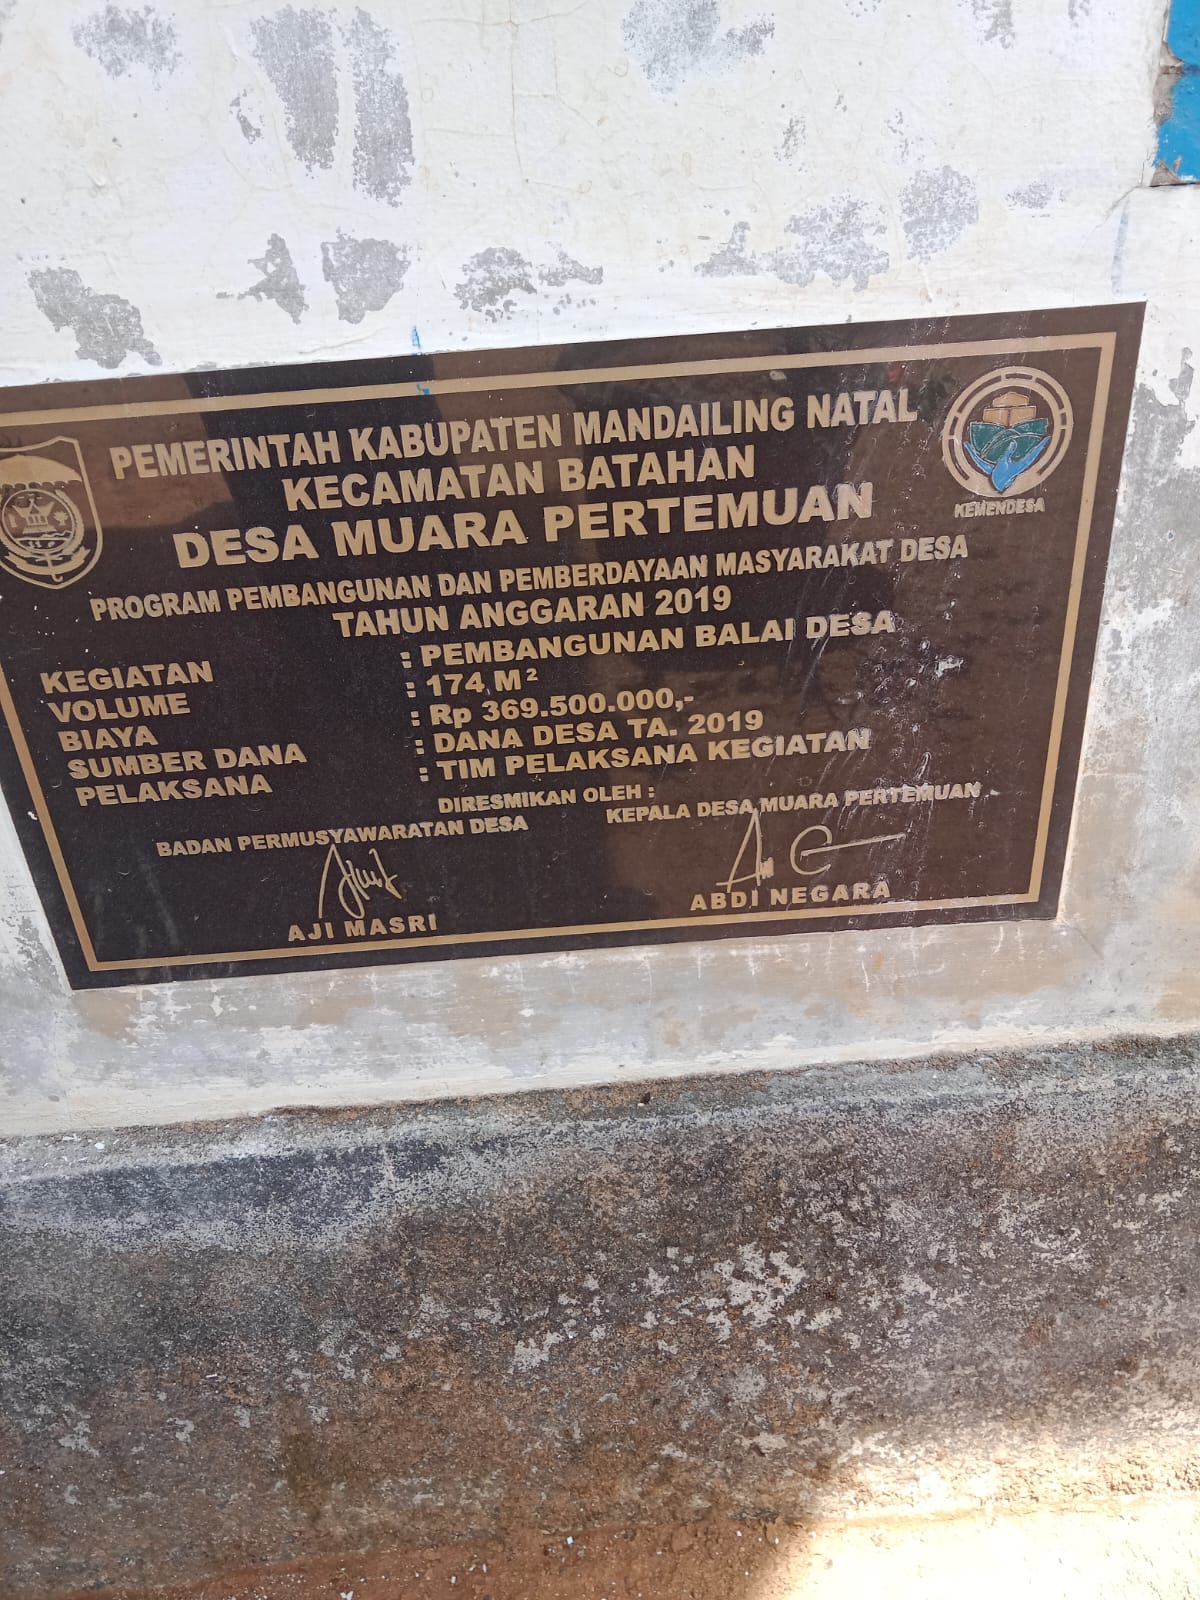 PEMERINTAH KABUPATEN MANDAILING NATAL
KECAMATAN BATAHAN
DESA MUARA PERTEMUAN
KEMENDESA
PROGRAM PEMBANGUNAN DAN PEMBERDAYAAN MASYARAKAT DESA
TAHUN ANGGARAN 2019
KEGIATAN : PEMBANGUNAN BALAI DESA
VOLUME : 174 M²
BIAYA : Rp 369.500.000,-
SUMBER DANA : DANA DESA TA. 2019
PELAKSANA : TIM PELAKSANA KEGIATAN
DIRESMIKAN OLEH :
BADAN PERMUSYAWARATAN DESA KEPALA DESA MUARA PERTEMUAN
AJI MASRI ABDI NEGARA